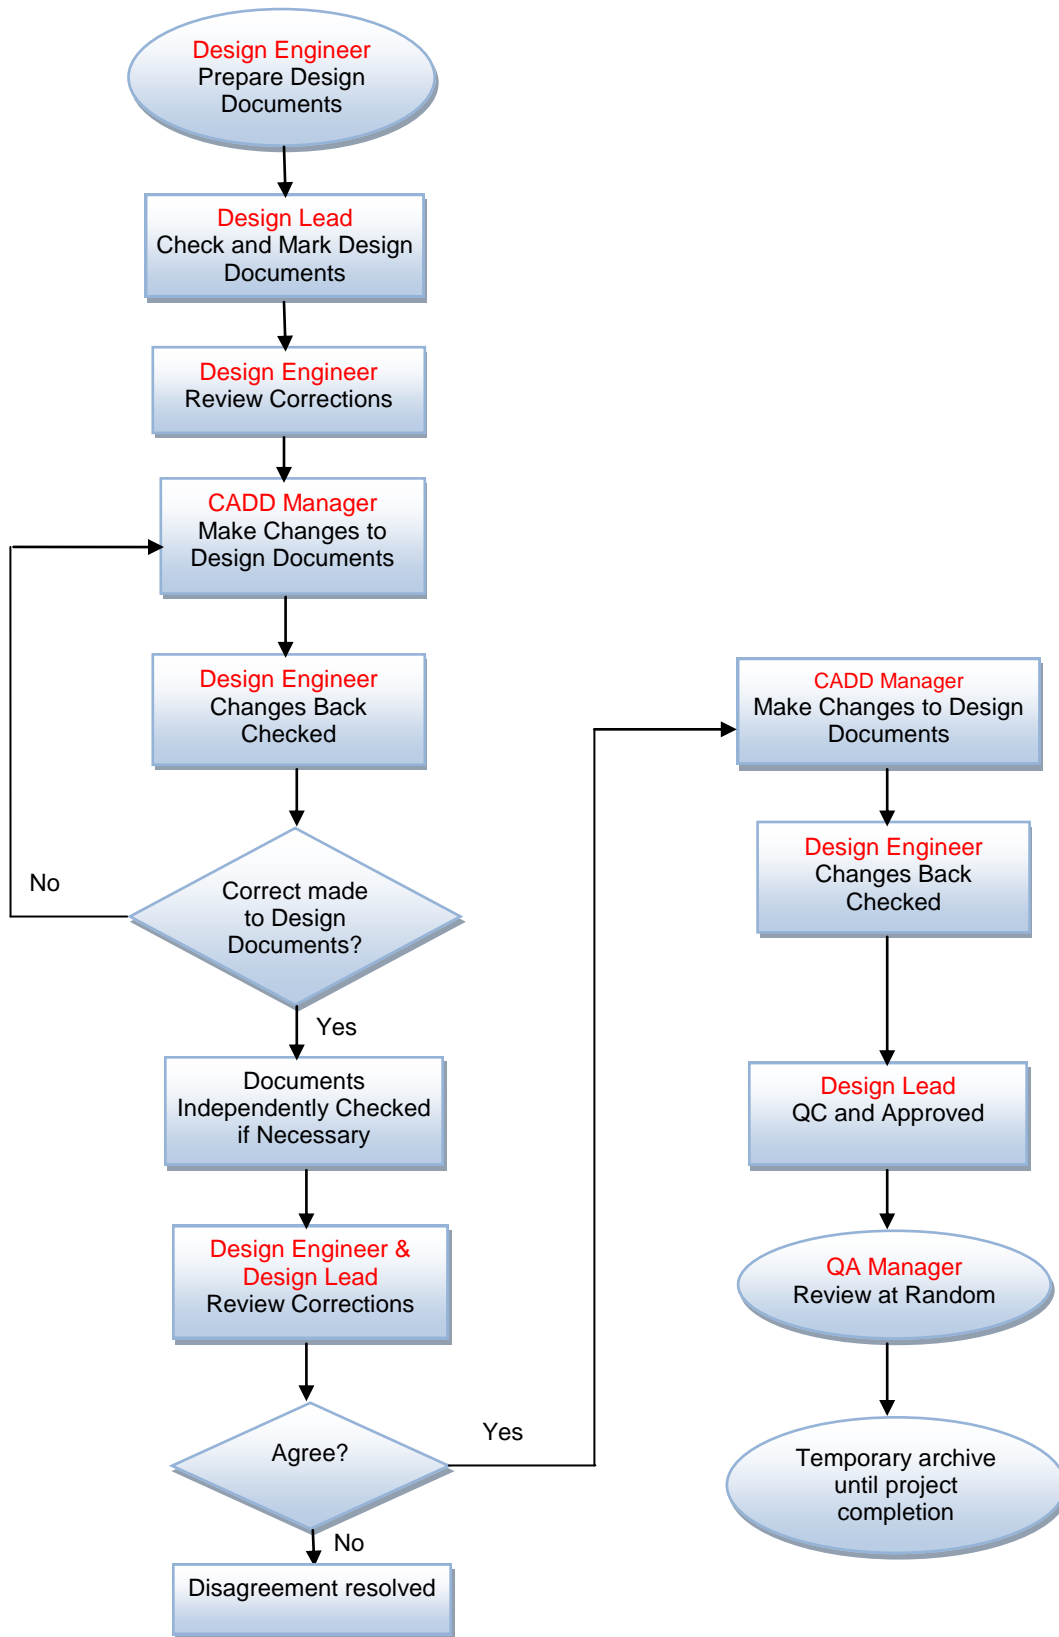 Design Engineer
Prepare Design
Documents
Design Lead
Check and Mark Design
Documents
Design Engineer
Review Corrections
CADD Manager
Make Changes to
Design Documents
Design Engineer
Changes Back
Checked
No
Correct made
to Design
Documents?
Yes
Documents
Independently Checked
if Necessary
Design Engineer &
Design Lead
Review Corrections
Agree?
Yes
No
Disagreement resolved
CADD Manager
Make Changes to Design
Documents
Design Engineer
Changes Back
Checked
Design Lead
QC and Approved
QA Manager
Review at Random
Temporary archive
until project
completion